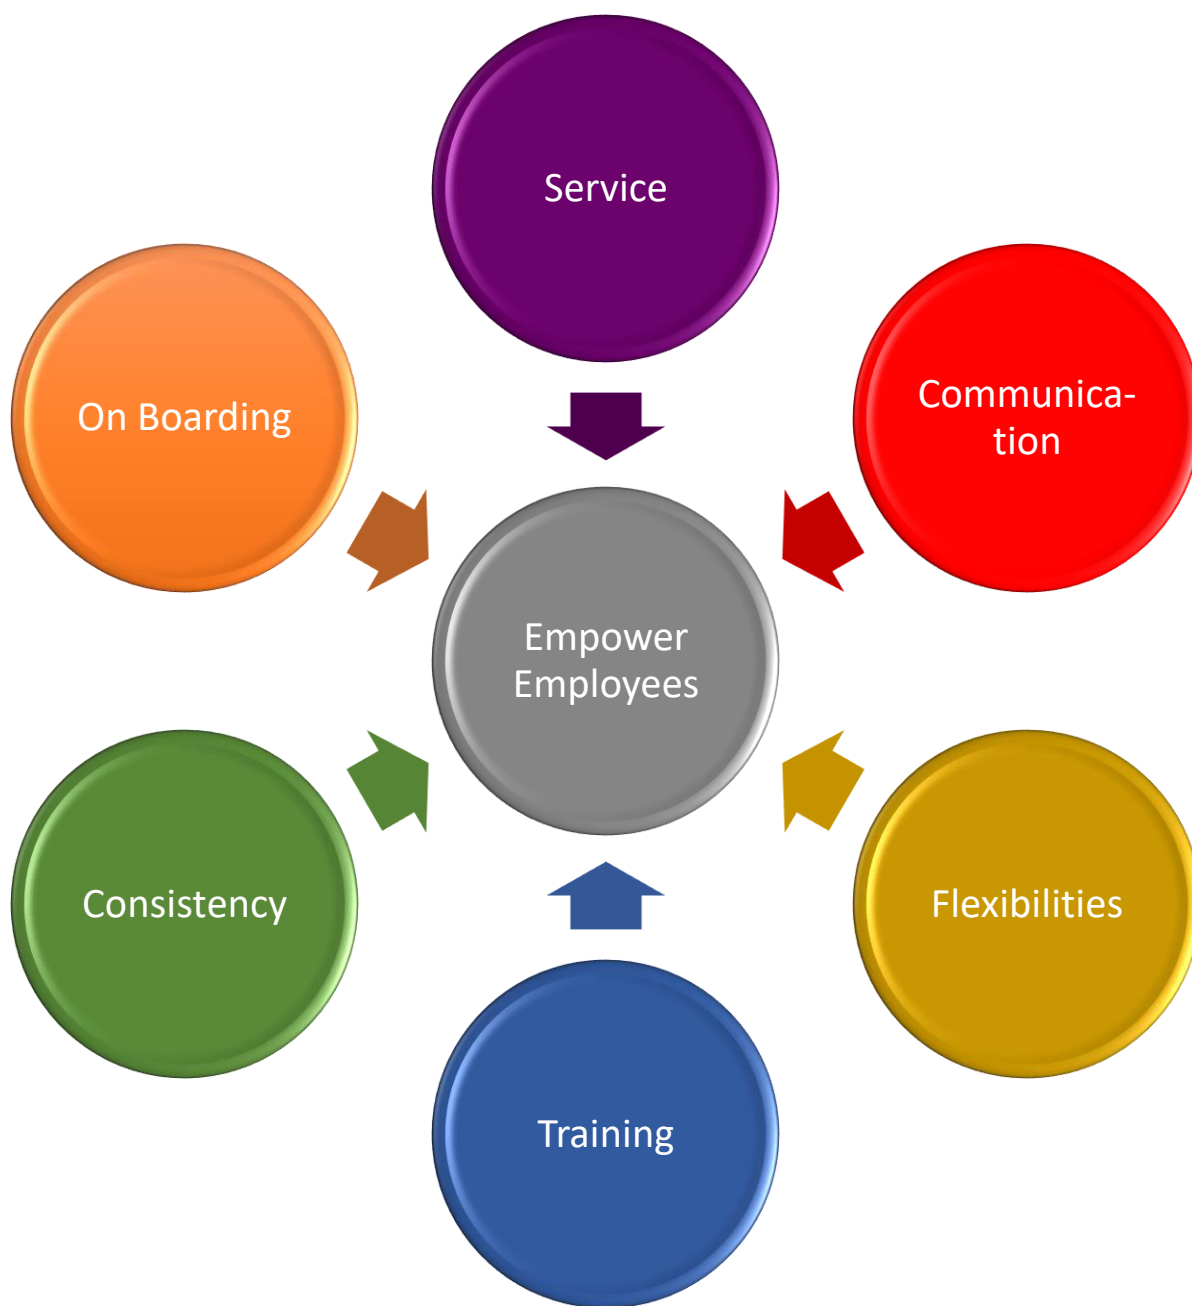 Service
On Boarding
Communica-
tion
Empower
Employees
Consistency
Flexibilities
Training